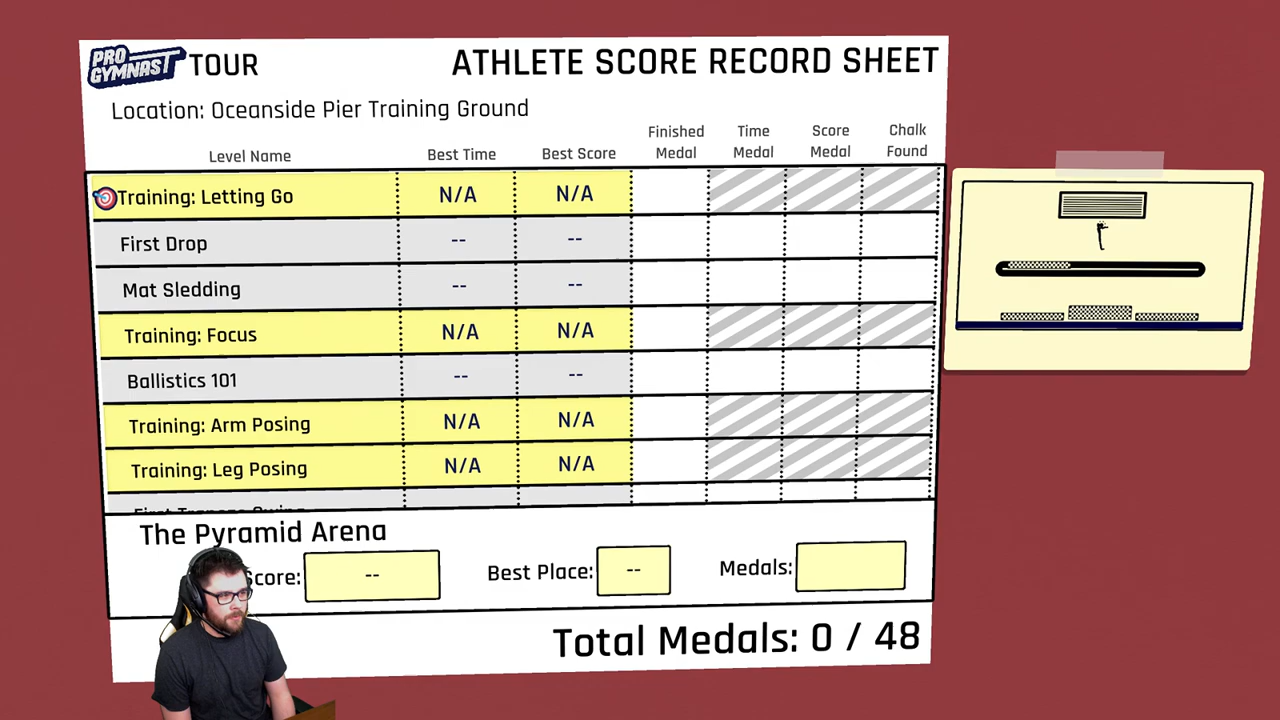 PRO GYMNAST TOUR
ATHLETE SCORE RECORD SHEET
Location: Oceanside Pier Training Ground
Level Name Best Time Best Score Finished Medal Time Medal Score Medal Chalk Found
Training: Letting Go N/A N/A
First Drop -- --
Mat Sledding -- --
Training: Focus N/A N/A
Ballistics 101 -- --
Training: Arm Posing N/A N/A
Training: Leg Posing N/A N/A
The Pyramid Arena
Score: -- Best Place: -- Medals:
Total Medals: 0 / 48